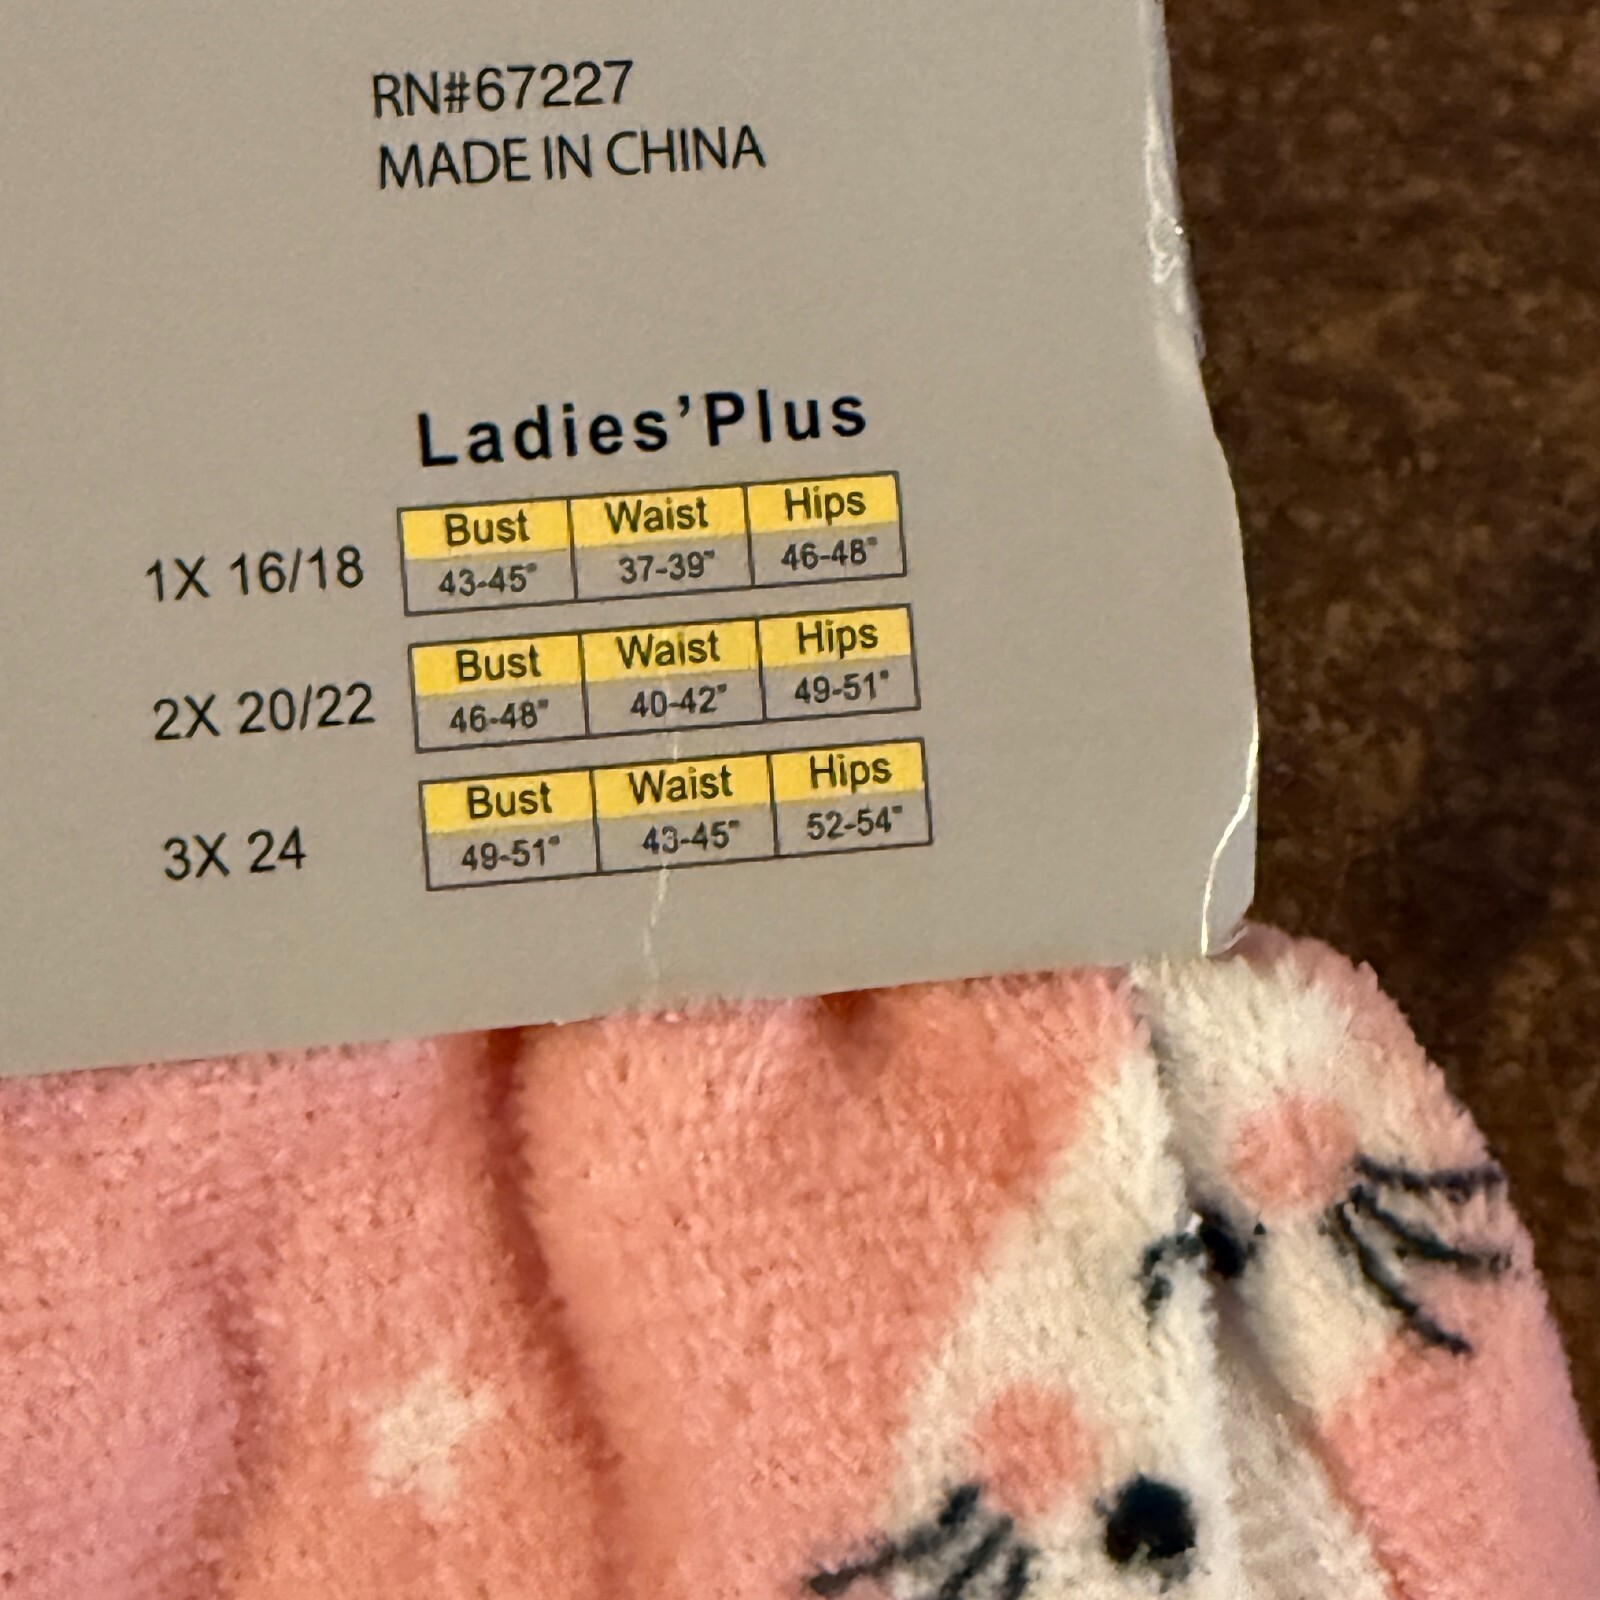 RN#67227
MADE IN CHINA
Ladies'Plus
1X 16/18 Bust Waist Hips
43-45" 37-39" 46-48"
2X 20/22 Bust Waist Hips
46-48" 40-42" 49-51"
3X 24 Bust Waist Hips
49-51" 43-45" 52-54"